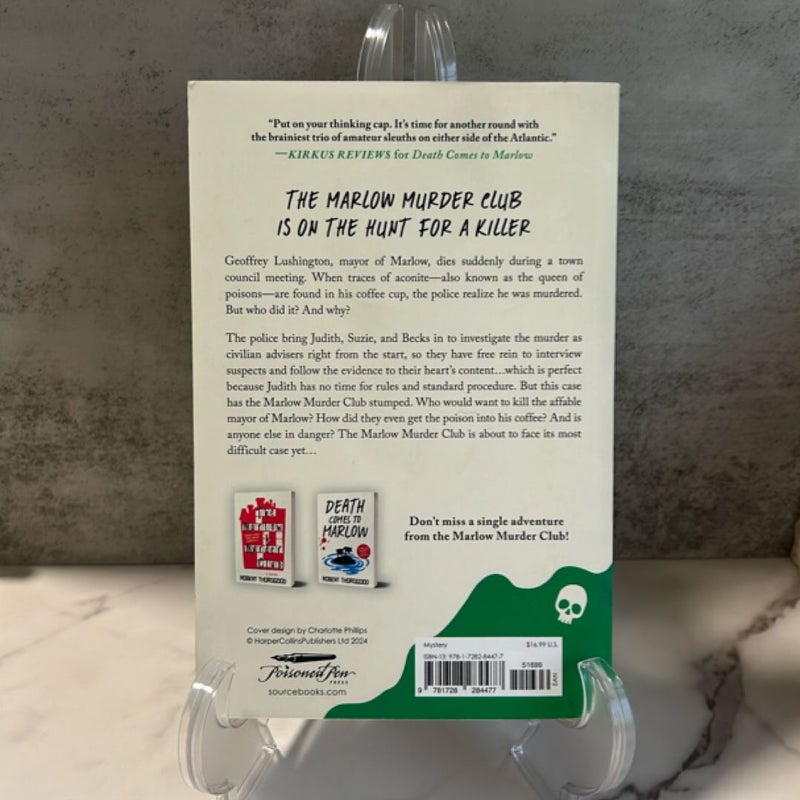 “Put on your thinking cap. It’s time for another round with
the brainiest trio of amateur sleuths on either side of the Atlantic.”
—KIRKUS REVIEWS for Death Comes to Marlow
THE MARLOW MURDER CLUB
IS ON THE HUNT FOR A KILLER
Geoffrey Lushington, mayor of Marlow, dies suddenly during a town
council meeting. When traces of aconite—also known as the queen of
poisons—are found in his coffee cup, the police realize he was murdered.
But who did it? And why?
The police bring Judith, Suzie, and Becks in to investigate the murder as
civilian advisers right from the start, so they have free rein to interview
suspects and follow the evidence to their heart’s content…which is perfect
because Judith has no time for rules and standard procedure. But this case
has the Marlow Murder Club stumped. Who would want to kill the affable
mayor of Marlow? How did they even get the poison into his coffee? And is
anyone else in danger? The Marlow Murder Club is about to face its most
difficult case yet…
THE
MARLOW
MURDER
CLUB
ROBERT THOROGOOD
DEATH
COMES TO
MARLOW
ROBERT THOROGOOD
Don’t miss a single adventure
from the Marlow Murder Club!
Cover design by Charlotte Phillips
© HarperCollinsPublishers Ltd 2024
Poisoned Pen
PRESS
sourcebooks.com
Mystery $16.99 U.S.
ISBN-13: 978-1-7282-8447-7
51699
9 781728 284477
EAN